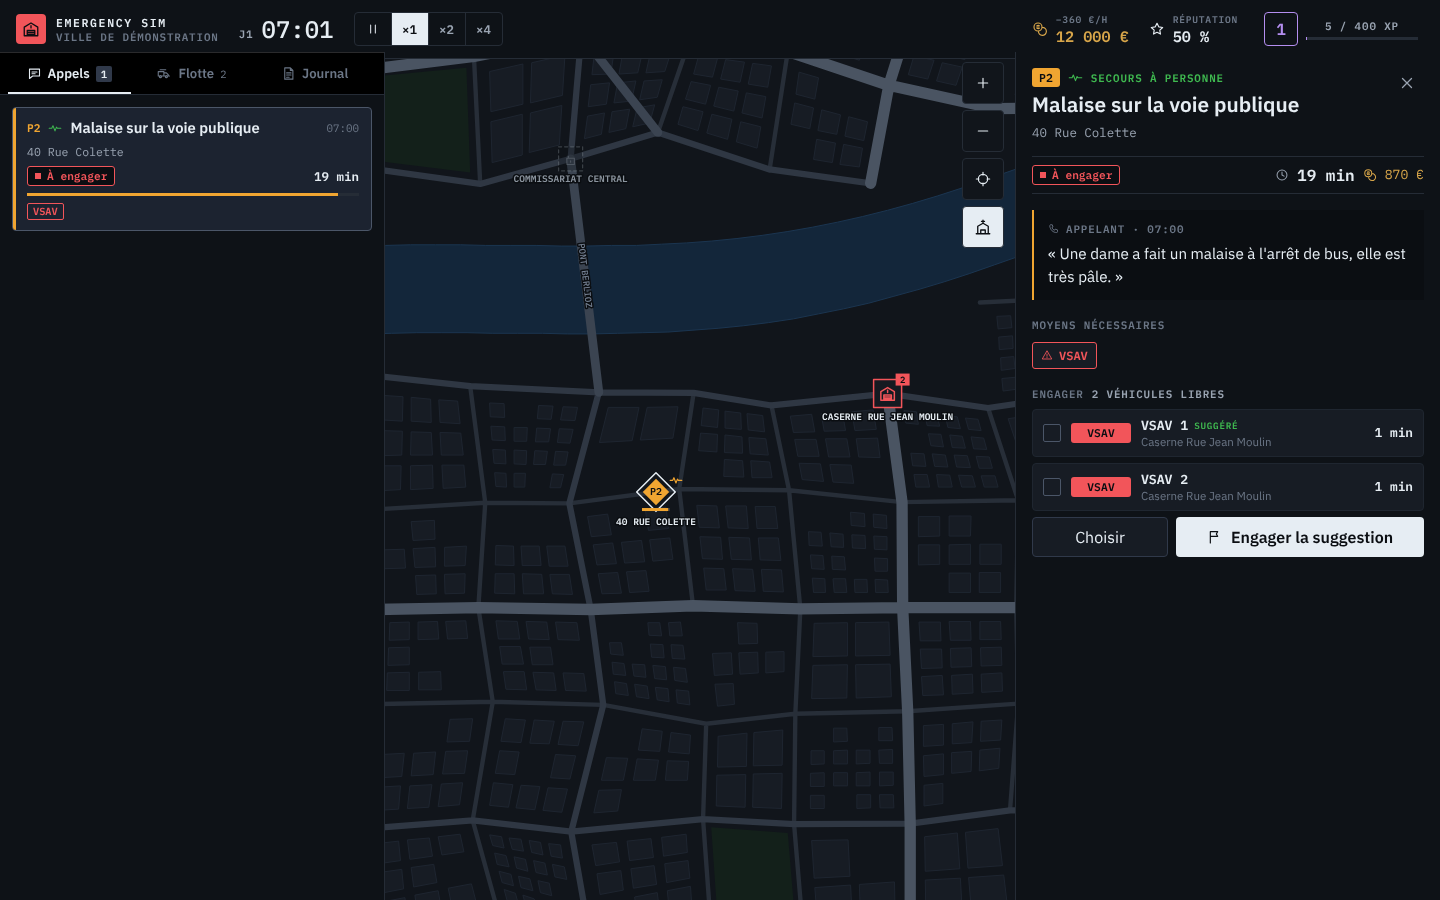 EMERGENCY SIM
VILLE DE DÉMONSTRATION
J1 07:01
×1 ×2 ×4
−360 €/H
12 000 €
RÉPUTATION
50 %
1
5 / 400 XP
Appels 1
Flotte 2
Journal
P2 Malaise sur la voie publique 07:00
40 Rue Colette
À engager 19 min
VSAV
COMMISSARIAT CENTRAL
PONT BERLIOZ
2
CASERNE RUE JEAN MOULIN
P2
40 RUE COLETTE
P2 SECOURS À PERSONNE
Malaise sur la voie publique
40 Rue Colette
À engager 19 min 870 €
APPELANT · 07:00
« Une dame a fait un malaise à l'arrêt de bus, elle est
très pâle. »
MOYENS NÉCESSAIRES
VSAV
ENGAGER 2 VÉHICULES LIBRES
VSAV VSAV 1 SUGGÉRÉ 1 min
Caserne Rue Jean Moulin
VSAV VSAV 2 1 min
Caserne Rue Jean Moulin
Choisir
Engager la suggestion